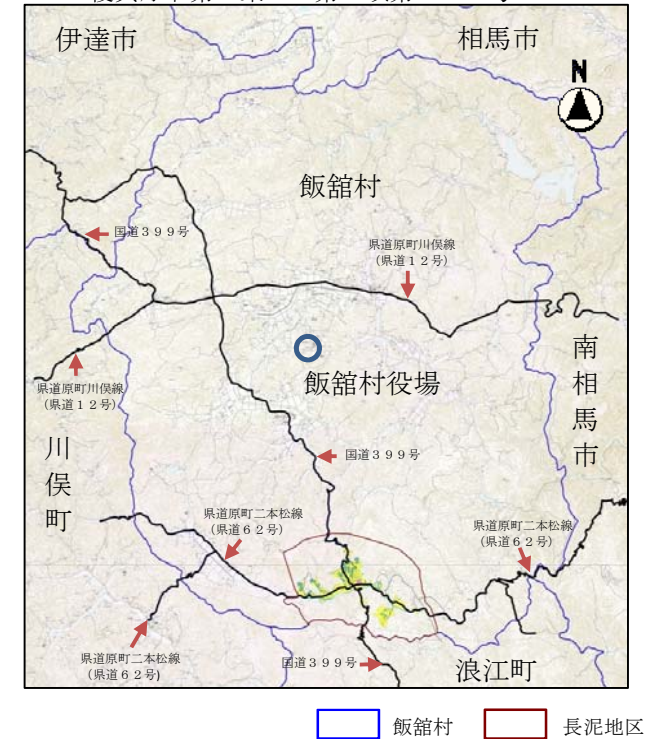 伊達市
相馬市
N
飯舘村
国道399号
県道原町川俣線
(県道12号)
県道原町川俣線
(県道12号)
飯舘村役場
南相馬市
川俣町
国道399号
県道原町二本松線
(県道62号)
県道原町二本松線
(県道62号)
県道原町二本松線
(県道62号)
国道399号
浪江町
飯舘村
長泥地区